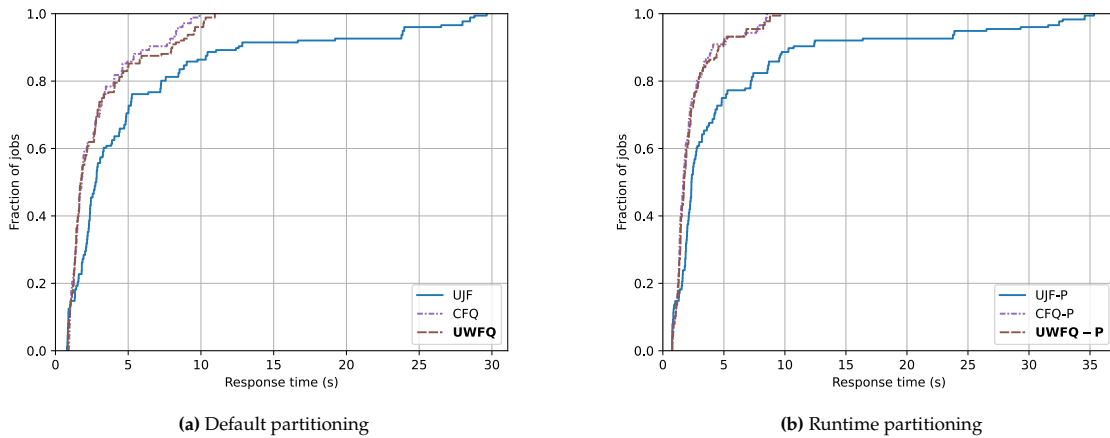 1.0
0.8
0.6
0.4
0.2
0.0
Fraction of jobs
0
5
10
15
20
25
30
Response time (s)
UJF
CFQ
UWFQ
(a) Default partitioning
1.0
0.8
0.6
0.4
0.2
0.0
Fraction of jobs
0
5
10
15
20
25
30
35
Response time (s)
UJF-P
CFQ-P
UWFQ − P
(b) Runtime partitioning